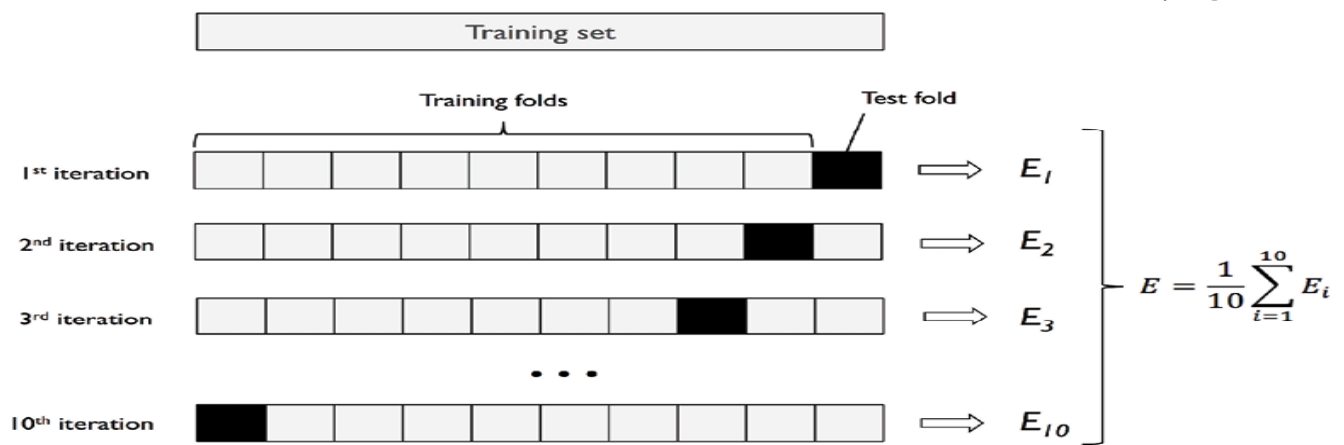 Training set
Training folds
Test fold
1st iteration
E1
2nd iteration
E2
3rd iteration
E3
E = 1/10 ∑ i=1 10 Ei
• • •
10th iteration
E10